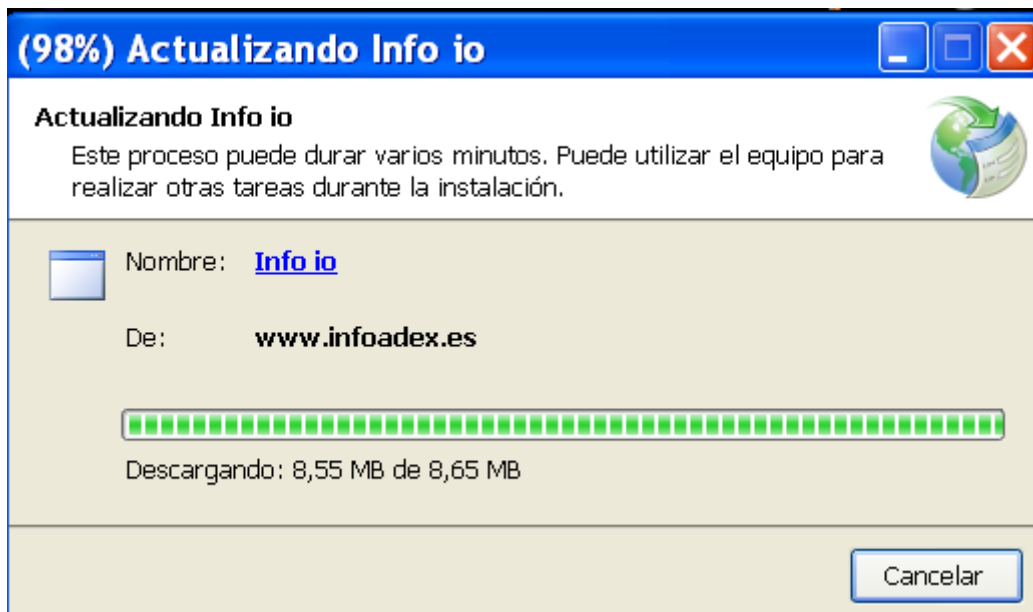 (98%) Actualizando Info io
Actualizando Info io
Este proceso puede durar varios minutos. Puede utilizar el equipo para
realizar otras tareas durante la instalación.
Nombre: Info io
De: www.infoadex.es
Descargando: 8,55 MB de 8,65 MB
Cancelar